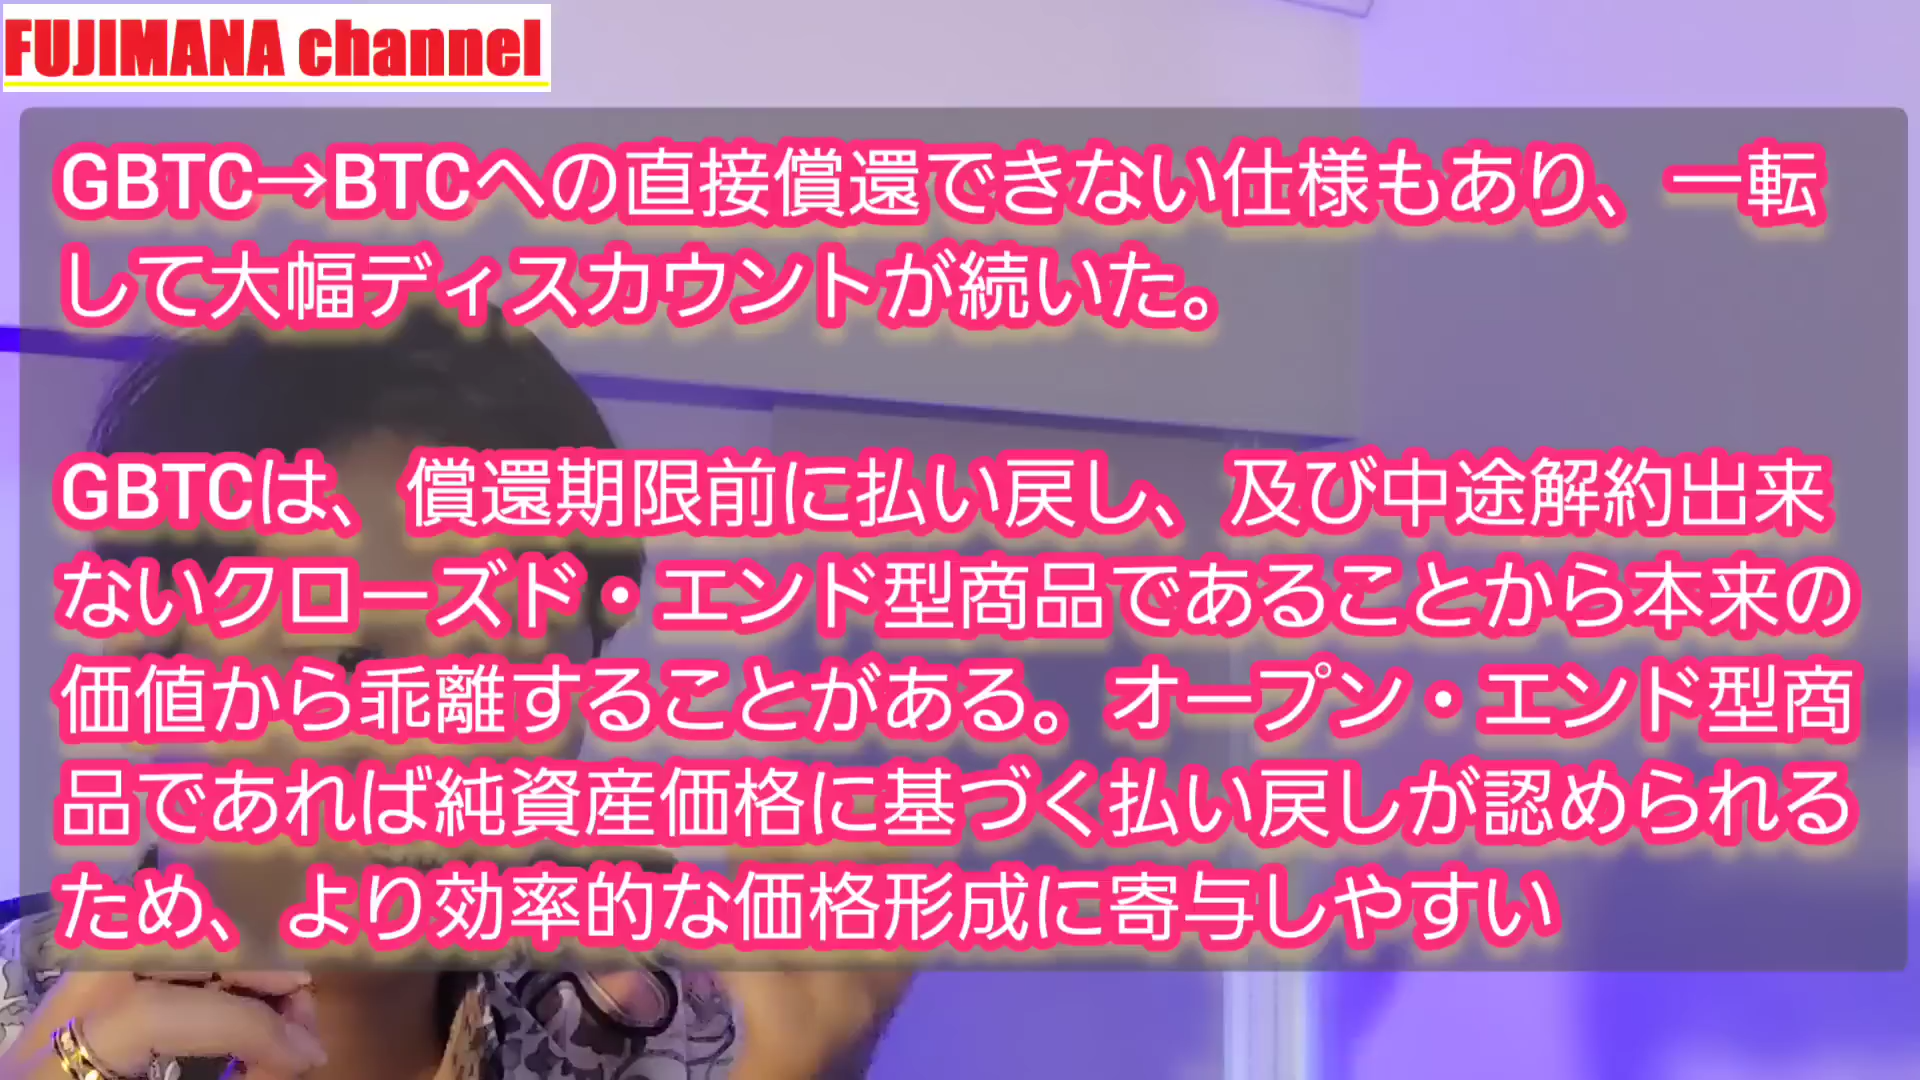 FUJIMANA channel
GBTC→BTCへの直接償還できない仕様もあり、一転
して大幅ディスカウントが続いた。
GBTCは、償還期限前に払い戻し、及び中途解約出来
ないクローズド・エンド型商品であることから本来の
価値から乖離することがある。オープン・エンド型商
品であれば純資産価格に基づく払い戻しが認められる
ため、より効率的な価格形成に寄与しやすい